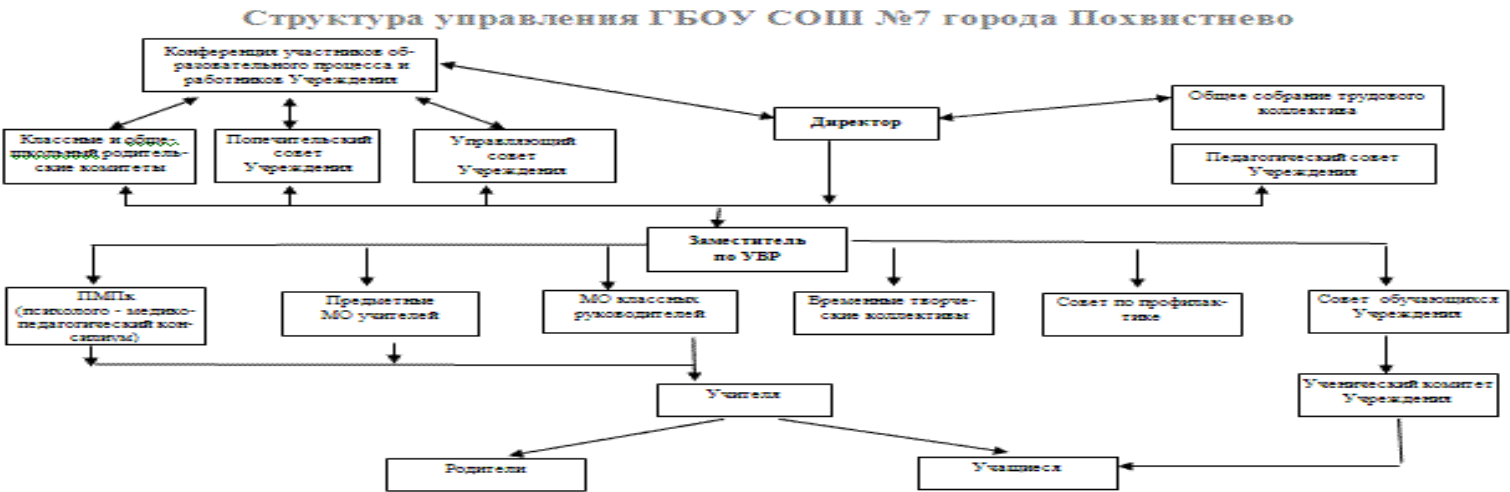 Структура управления ГБОУ СОШ №7 города Похвистнево
Конференция участников об-
разовательного процесса и
работников Учреждения
Директор
Общее собрание трудового
коллектива
Классные и обще-
школьный родитель-
ские комитеты
Попечительский
совет
Учреждения
Управляющий
совет
Учреждения
Педагогический совет
Учреждения
Заместитель
по УВР
ПМПк
(психолого - медико-
педагогический кон-
силиум)
Предметные
МО учителей
МО классных
руководителей
Временные творче-
ские коллективы
Совет по профилак-
тике
Совет обучающихся
Учреждения
Учителя
Ученический комитет
Учреждения
Родители
Учащиеся